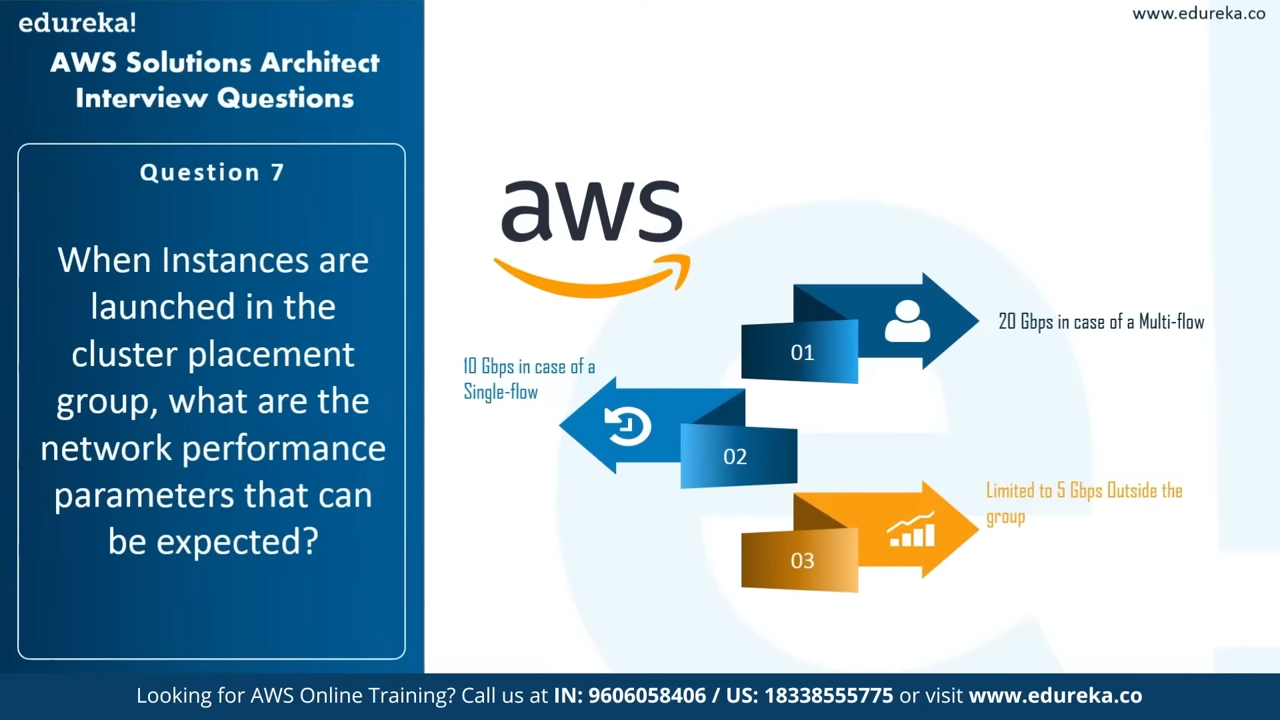 edureka!
www.edureka.co
AWS Solutions Architect
Interview Questions
Question 7
When Instances are
launched in the
cluster placement
group, what are the
network performance
parameters that can
be expected?
aws
01
20 Gbps in case of a Multi-flow
10 Gbps in case of a
Single-flow
02
03
Limited to 5 Gbps Outside the
group
Looking for AWS Online Training? Call us at IN: 9606058406 / US: 18338555775 or visit www.edureka.co